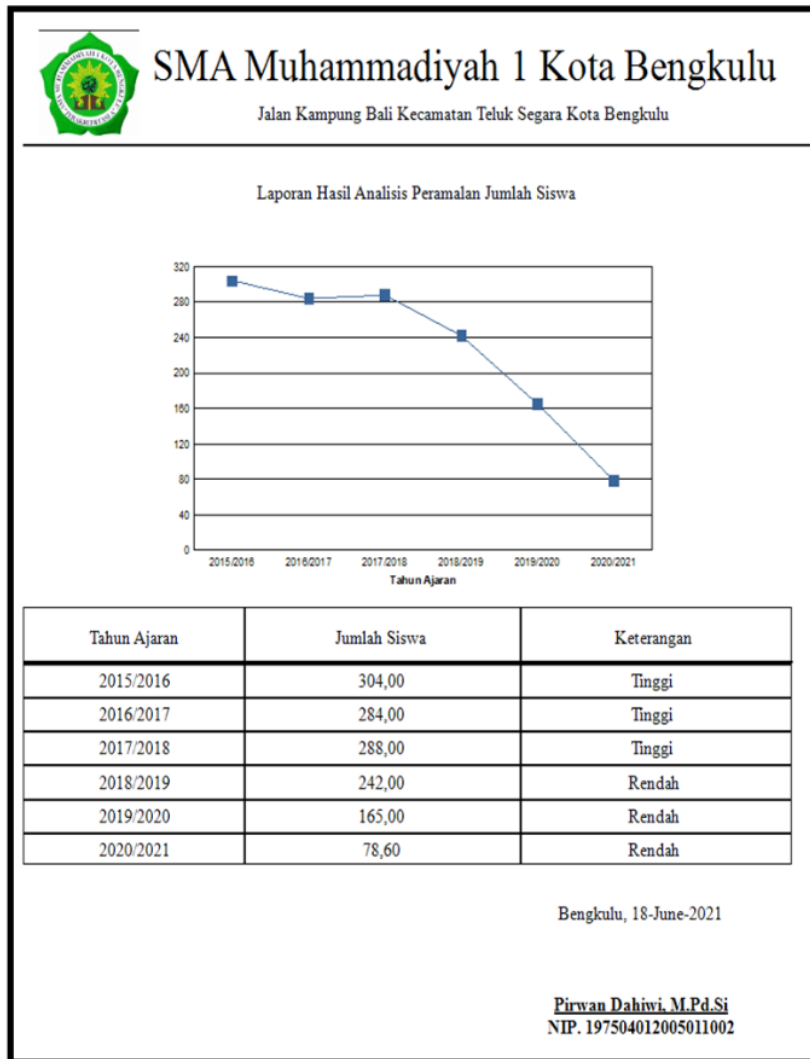 SMA Muhammadiyah 1 Kota Bengkulu
Jalan Kampung Bali Kecamatan Teluk Segara Kota Bengkulu
Laporan Hasil Analisis Peramalan Jumlah Siswa
320
280
240
200
160
120
80
40
0
2015/2016 2016/2017 2017/2018 2018/2019 2019/2020 2020/2021
Tahun Ajaran
Tahun Ajaran Jumlah Siswa Keterangan
2015/2016 304,00 Tinggi
2016/2017 284,00 Tinggi
2017/2018 288,00 Tinggi
2018/2019 242,00 Rendah
2019/2020 165,00 Rendah
2020/2021 78,60 Rendah
Bengkulu, 18-June-2021
Pirwan Dahiwi, M.Pd.Si
NIP. 197504012005011002